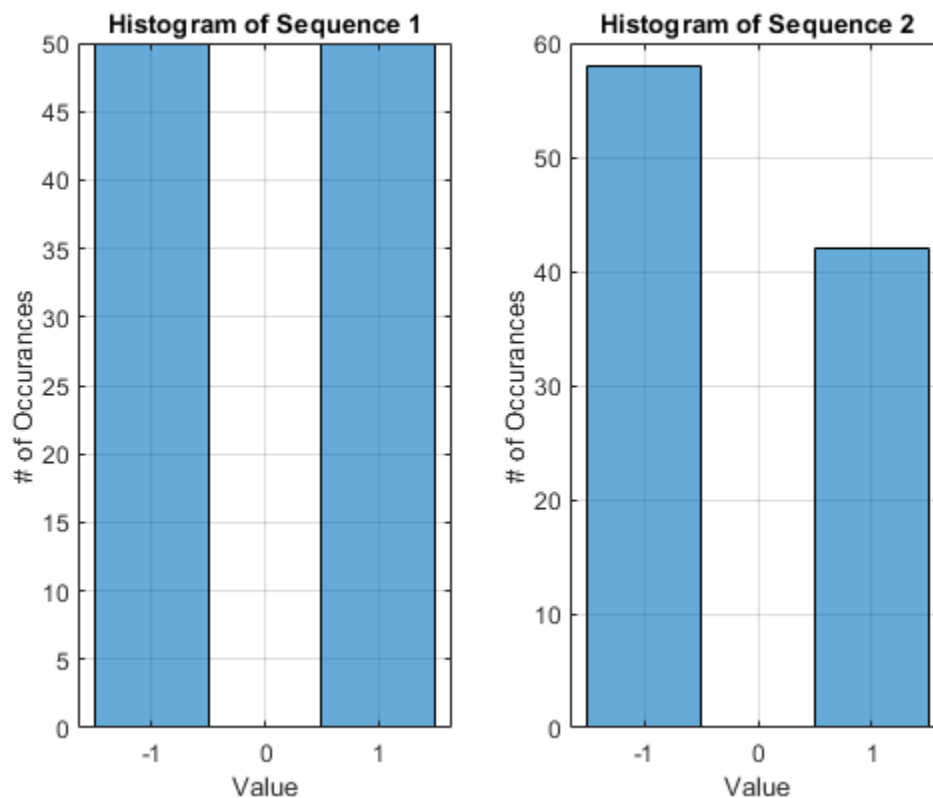 Histogram of Sequence 1
50
45
40
35
30
25
20
15
10
5
0
# of Occurances
-1 0 1
Value
Histogram of Sequence 2
60
50
40
30
20
10
0
# of Occurances
-1 0 1
Value